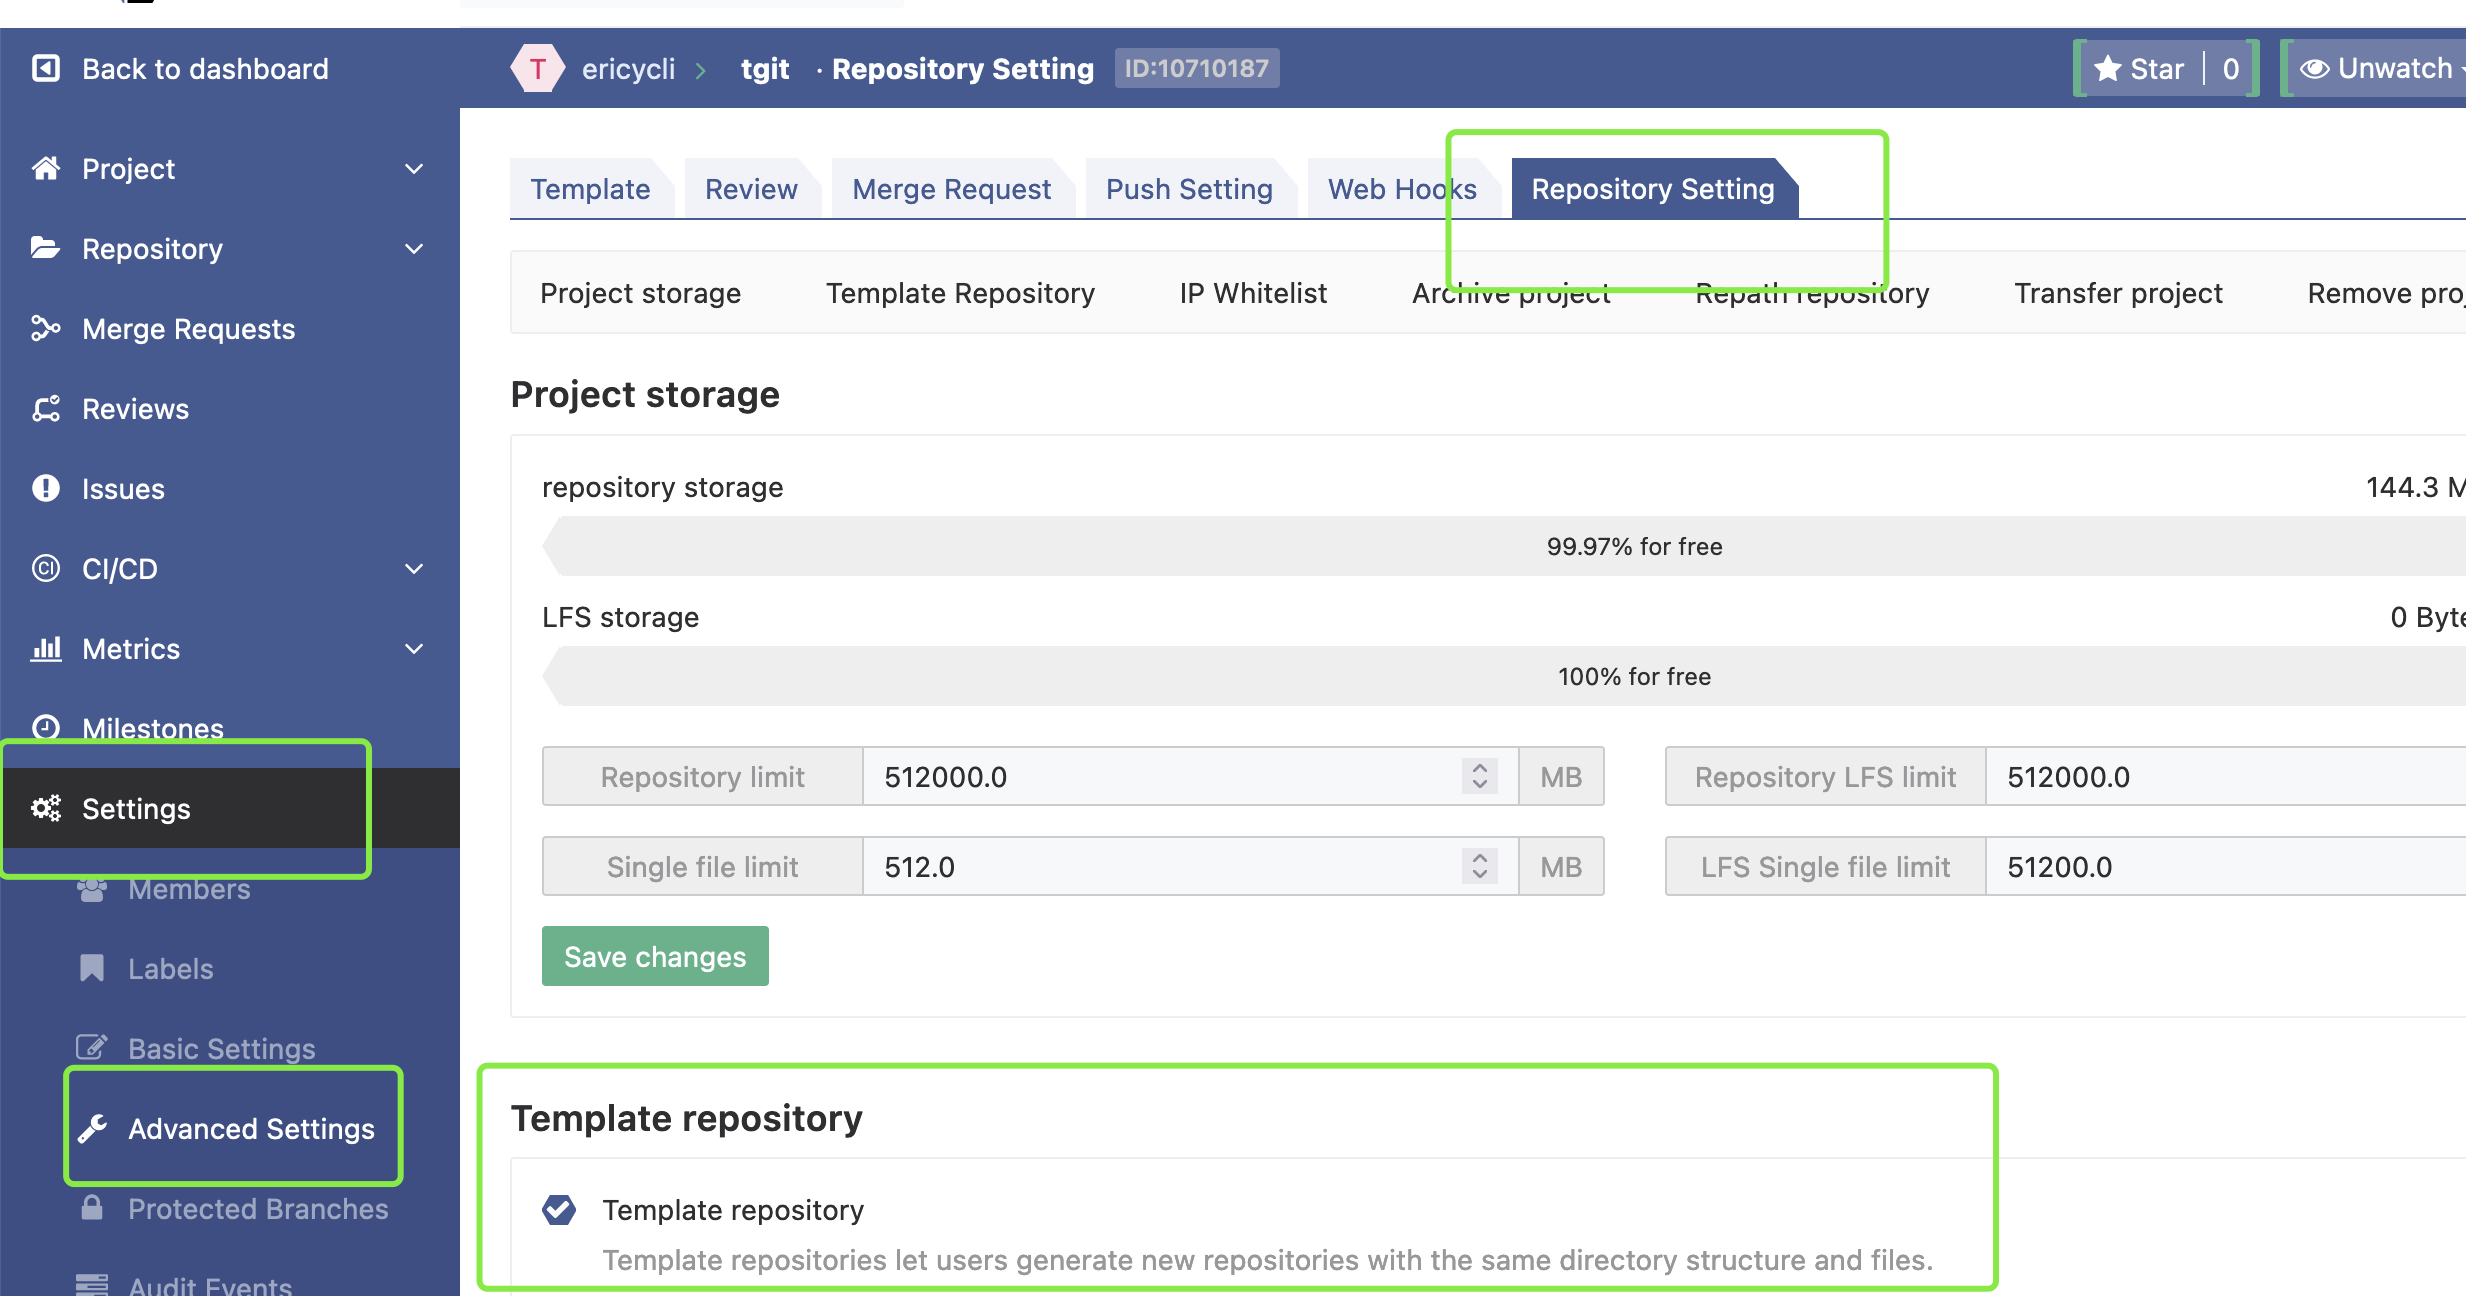 Back to dashboard
T ericycli > tgit · Repository Setting ID:10710187
Star 0
Unwatch
Project
Repository
Merge Requests
Reviews
Issues
CI CI/CD
Metrics
Milestones
Settings
Members
Labels
Basic Settings
Advanced Settings
Protected Branches
Audit Events
Template Review Merge Request Push Setting Web Hooks Repository Setting
Project storage Template Repository IP Whitelist Archive project Repath repository Transfer project Remove
Project storage
repository storage 144.3
99.97% for free
LFS storage 0
100% for free
Repository limit 512000.0 MB Repository LFS limit 512000.0
Single file limit 512.0 MB LFS Single file limit 51200.0
Save changes
Template repository
Template repository
Template repositories let users generate new repositories with the same directory structure and files.